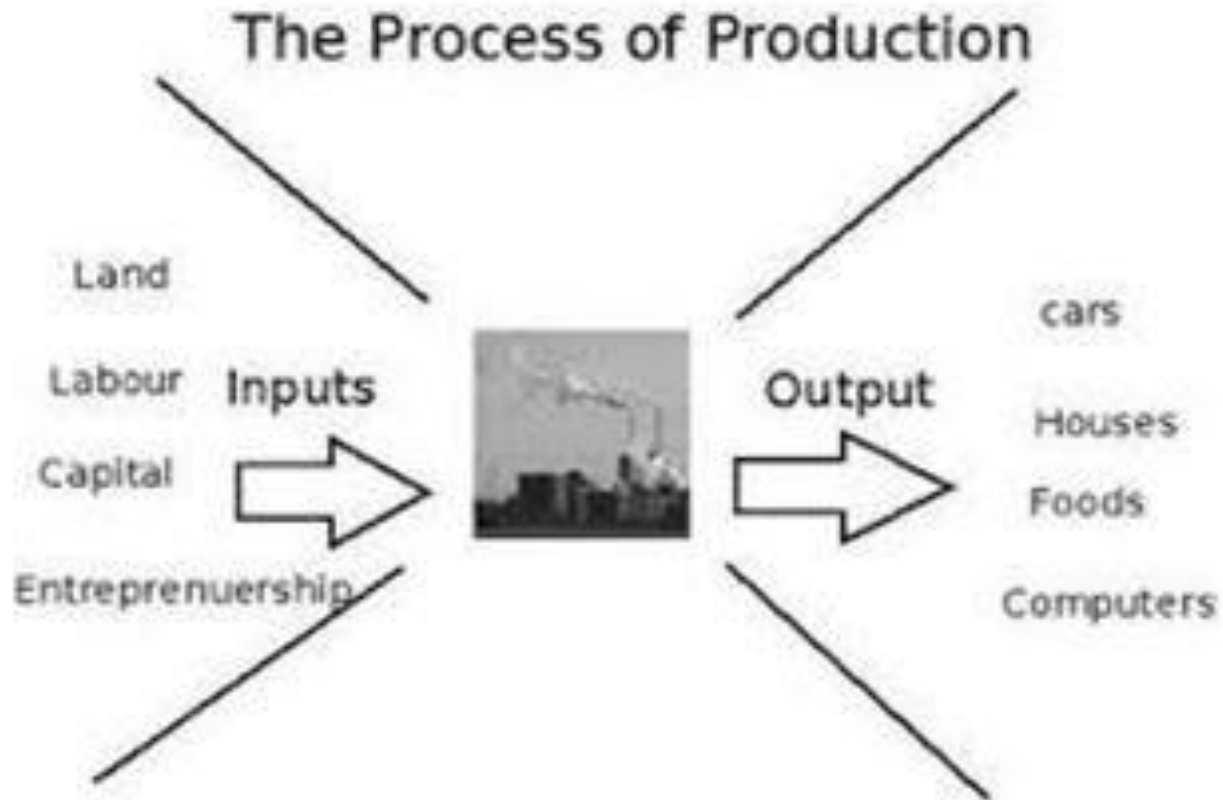 The Process of Production
Land
Labour
Capital
Entreprenuership
Inputs
Output
cars
Houses
Foods
Computers